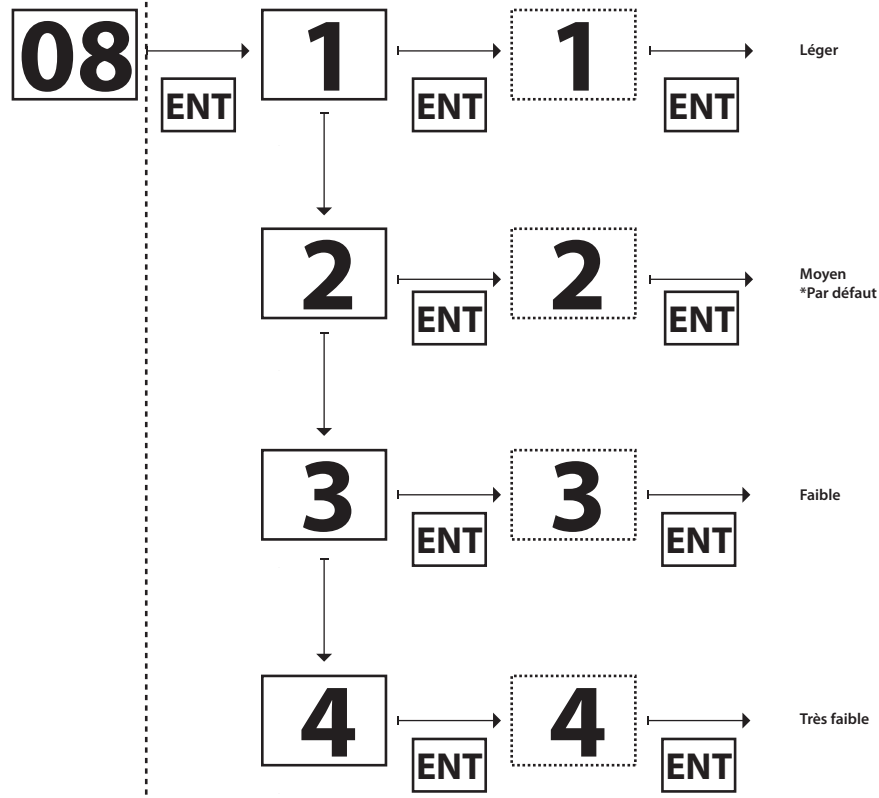 08
ENT
1
ENT
1
ENT
Léger
2
ENT
2
ENT
Moyen
*Par défaut
3
ENT
3
ENT
Faible
4
ENT
4
ENT
Très faible